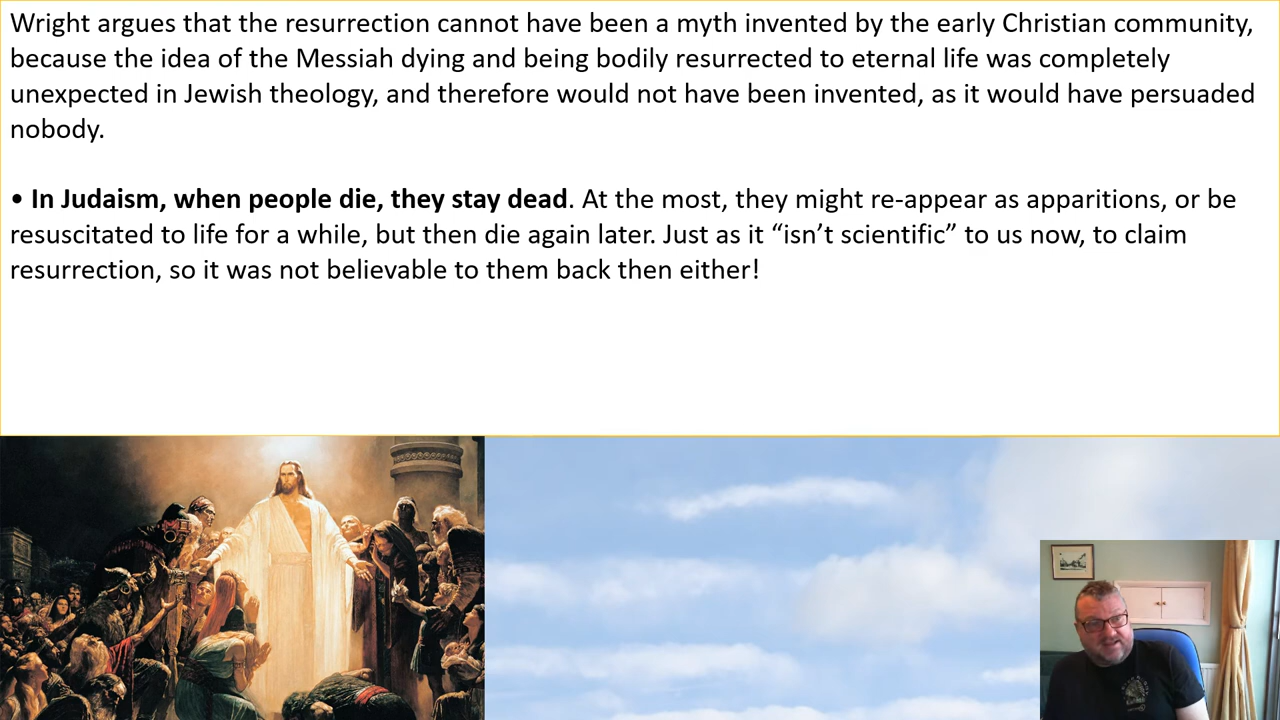 Wright argues that the resurrection cannot have been a myth invented by the early Christian community,
because the idea of the Messiah dying and being bodily resurrected to eternal life was completely
unexpected in Jewish theology, and therefore would not have been invented, as it would have persuaded
nobody.
• In Judaism, when people die, they stay dead. At the most, they might re-appear as apparitions, or be
resuscitated to life for a while, but then die again later. Just as it “isn’t scientific” to us now, to claim
resurrection, so it was not believable to them back then either!